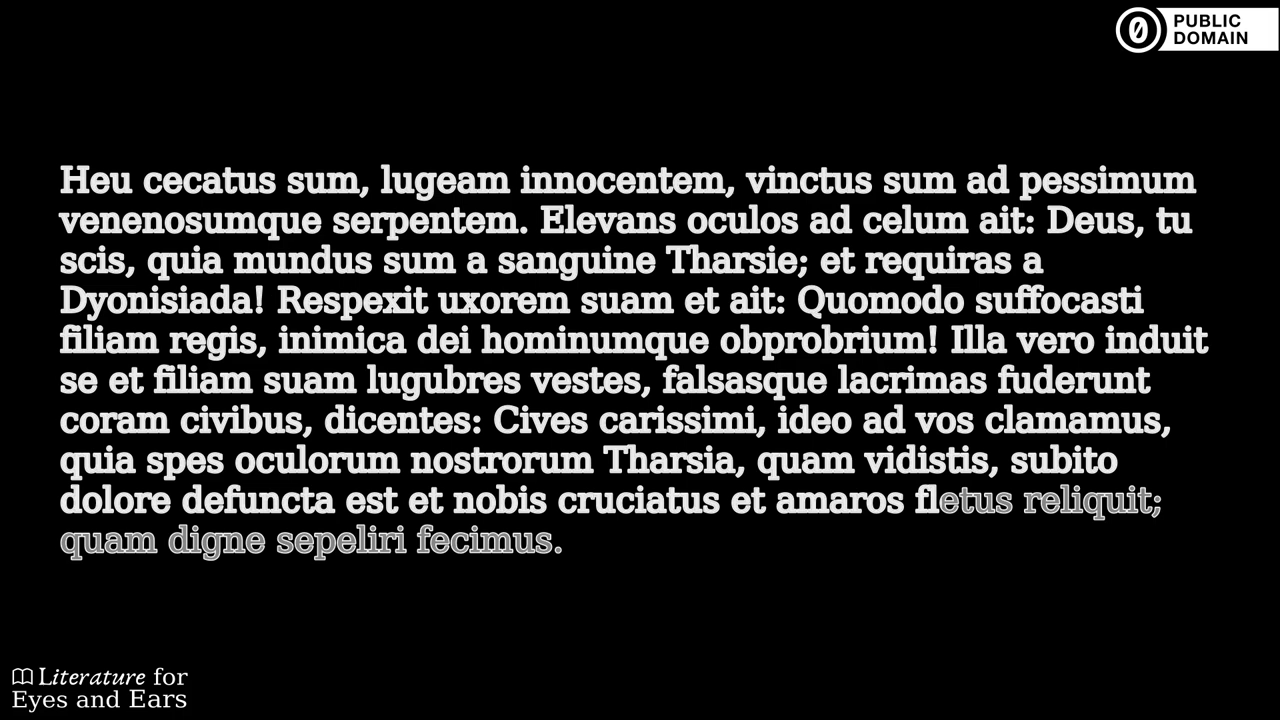 PUBLIC
DOMAIN
Heu cecatus sum, lugeam innocentem, vinctus sum ad pessimum
venenosumque serpentem. Elevans oculos ad celum ait: Deus, tu
scis, quia mundus sum a sanguine Tharsie; et requiras a
Dyonisiada! Respexit uxorem suam et ait: Quomodo suffocasti
filiam regis, inimica dei hominumque obprobrium! Illa vero induit
se et filiam suam lugubres vestes, falsasque lacrimas fuderunt
coram civibus, dicentes: Cives carissimi, ideo ad vos clamamus,
quia spes oculorum nostrorum Tharsia, quam vidistis, subito
dolore defuncta est et nobis cruciatus et amaros fletus reliquit;
quam digne sepeliri fecimus.
Literature for
Eyes and Ears